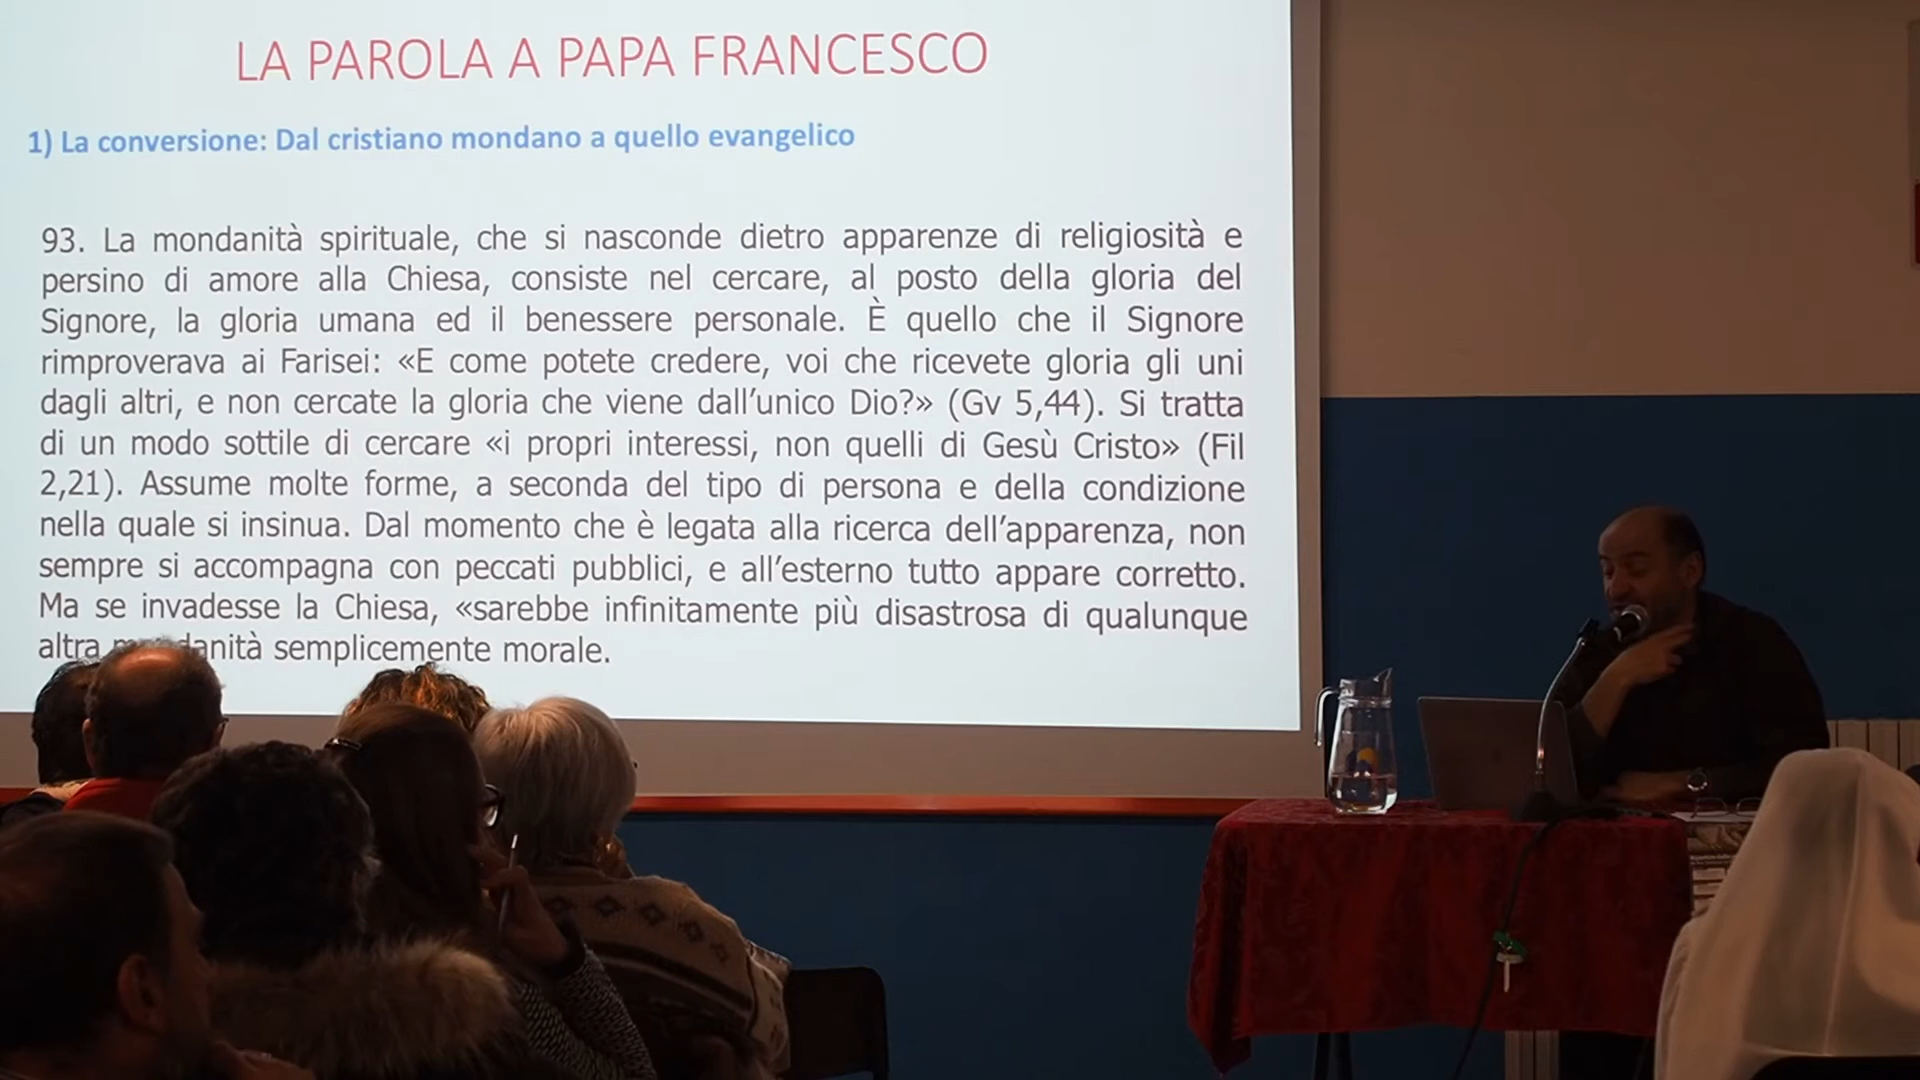 LA PAROLA A PAPA FRANCESCO
1) La conversione: Dal cristiano mondano a quello evangelico
93. La mondanità spirituale, che si nasconde dietro apparenze di religiosità e
persino di amore alla Chiesa, consiste nel cercare, al posto della gloria del
Signore, la gloria umana ed il benessere personale. È quello che il Signore
rimproverava ai Farisei: «E come potete credere, voi che ricevete gloria gli uni
dagli altri, e non cercate la gloria che viene dall’unico Dio?» (Gv 5,44). Si tratta
di un modo sottile di cercare «i propri interessi, non quelli di Gesù Cristo» (Fil
2,21). Assume molte forme, a seconda del tipo di persona e della condizione
nella quale si insinua. Dal momento che è legata alla ricerca dell’apparenza, non
sempre si accompagna con peccati pubblici, e all’esterno tutto appare corretto.
Ma se invadesse la Chiesa, «sarebbe infinitamente più disastrosa di qualunque
altra mondanità semplicemente morale.